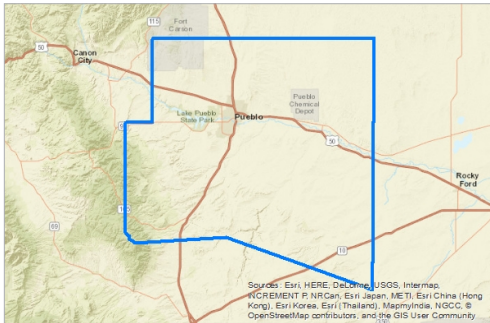 115
Fort
Carson
50
Canon
City
Pueblo
Chemical
Depot
Lake Pueblo
State Park
Pueblo
50
Rocky
Ford
69
10
Sources: Esri, HERE, DeLorme, USGS, Intermap,
INCREMENT P, NRCan, Esri Japan, METI, Esri China (Hong
Kong), Esri Korea, Esri (Thailand), MapmyIndia, NGCC, ©
OpenStreetMap contributors, and the GIS User Community